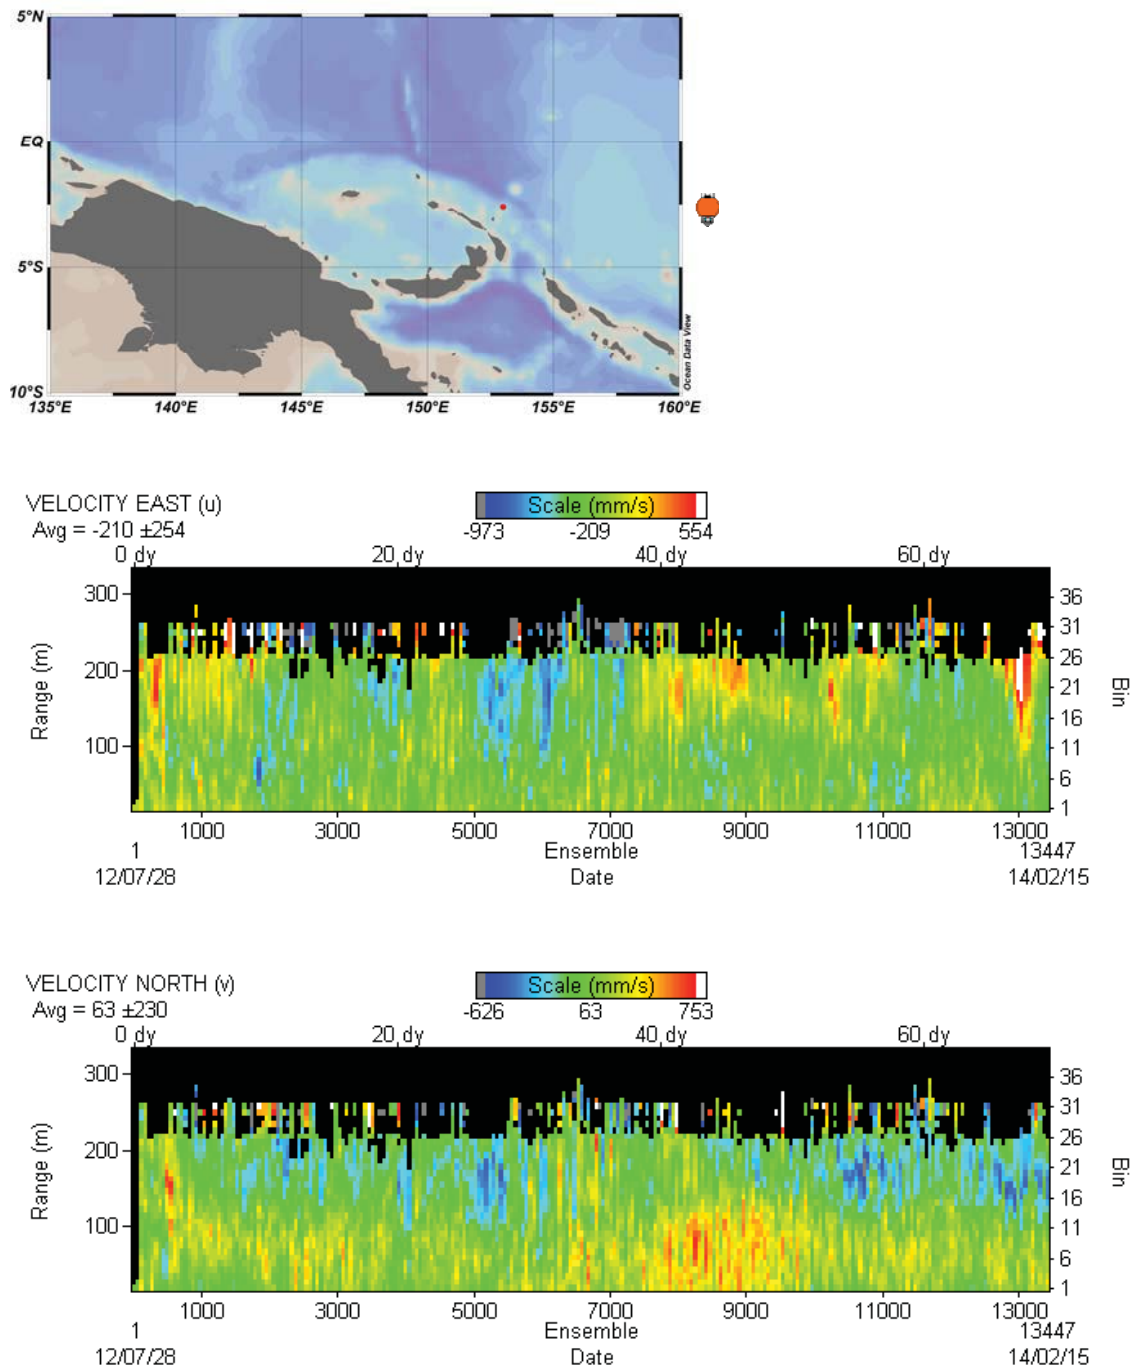 5°N
EQ
5°S
10°S
135°E 140°E 145°E 150°E 155°E 160°E
Ocean Data View
VELOCITY EAST (u)
Avg = -210 ±254
Scale (mm/s)
-973 -209 554
0 dy 20 dy 40 dy 60 dy
300
200
100
Range (m)
36
31
26
21
16
11
6
1
Bin
1000 3000 5000 7000 9000 11000 13000
1 Ensemble 13447
12/07/28 Date 14/02/15
VELOCITY NORTH (v)
Avg = 63 ±230
Scale (mm/s)
-626 63 753
0 dy 20 dy 40 dy 60 dy
300
200
100
Range (m)
36
31
26
21
16
11
6
1
Bin
1000 3000 5000 7000 9000 11000 13000
1 Ensemble 13447
12/07/28 Date 14/02/15